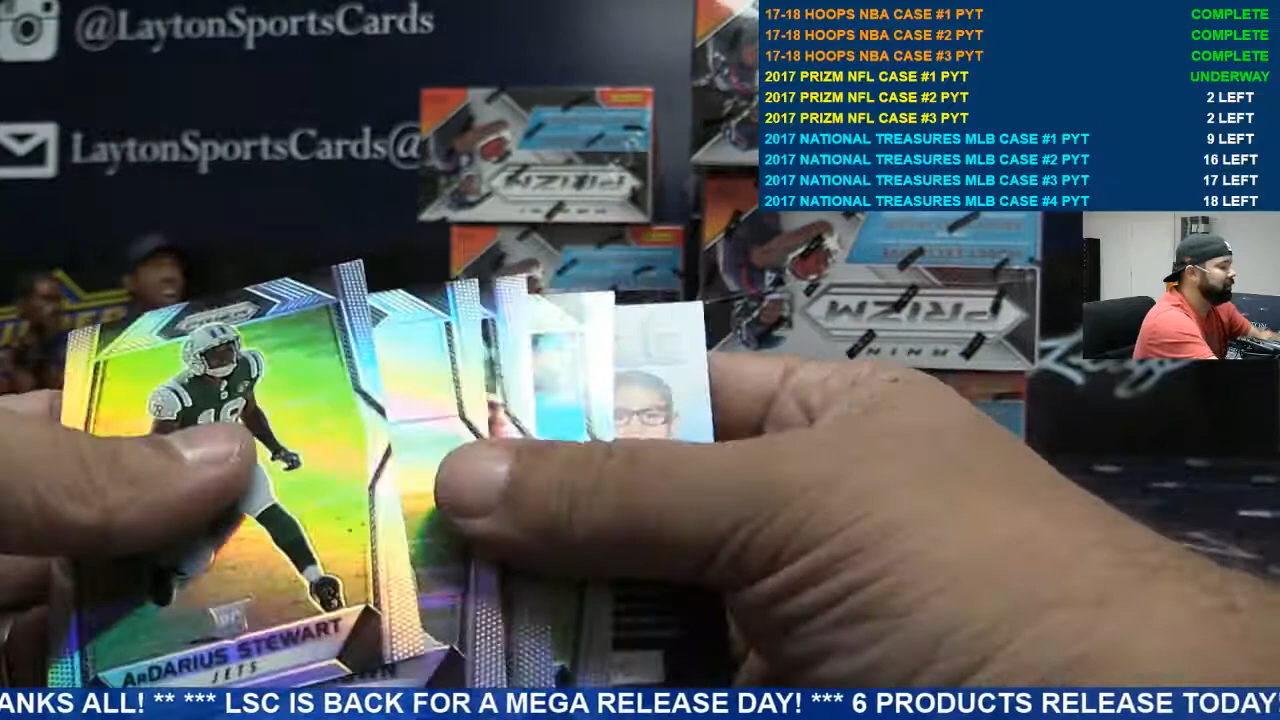 @LaytonSportsCards
LaytonSportsCards@
17-18 HOOPS NBA CASE #1 PYT COMPLETE
17-18 HOOPS NBA CASE #2 PYT COMPLETE
17-18 HOOPS NBA CASE #3 PYT COMPLETE
2017 PRIZM NFL CASE #1 PYT UNDERWAY
2017 PRIZM NFL CASE #2 PYT 2 LEFT
2017 PRIZM NFL CASE #3 PYT 2 LEFT
2017 NATIONAL TREASURES MLB CASE #1 PYT 9 LEFT
2017 NATIONAL TREASURES MLB CASE #2 PYT 16 LEFT
2017 NATIONAL TREASURES MLB CASE #3 PYT 17 LEFT
2017 NATIONAL TREASURES MLB CASE #4 PYT 18 LEFT
PRIZM
PRIZM
PANINI
ArDARIUS STEWART
JETS
ANKS ALL! ** *** LSC IS BACK FOR A MEGA RELEASE DAY! *** 6 PRODUCTS RELEASE TODAY!